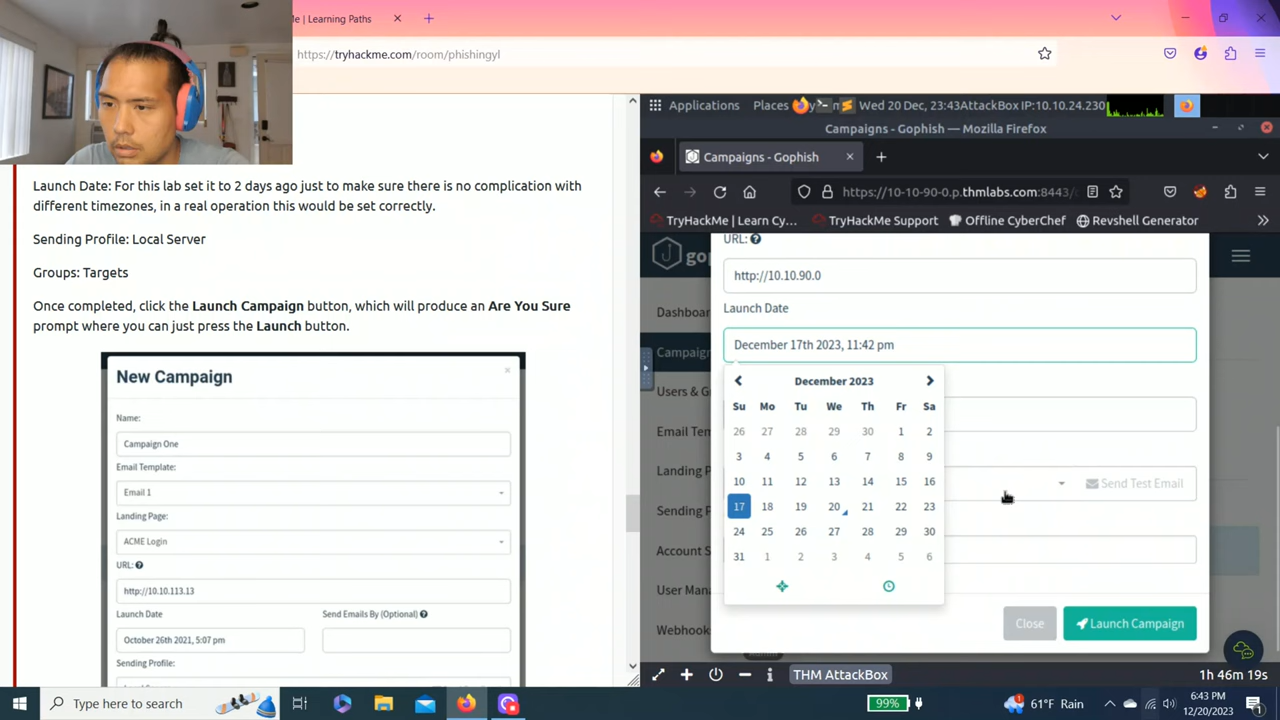 Me | Learning Paths
https://tryhackme.com/room/phishingyl
Applications
Places
Wed 20 Dec, 23:43
AttackBox IP:10.10.24.230
Campaigns - Gophish — Mozilla Firefox
Campaigns - Gophish
https://10-10-90-0.p.thmlabs.com:8443/
TryHackMe | Learn Cy…
TryHackMe Support
Offline CyberChef
Revshell Generator
Launch Date: For this lab set it to 2 days ago just to make sure there is no complication with
different timezones, in a real operation this would be set correctly.
Sending Profile: Local Server
Groups: Targets
Once completed, click the Launch Campaign button, which will produce an Are You Sure
prompt where you can just press the Launch button.
New Campaign
×
Name:
Campaign One
Email Template:
Email 1
Landing Page:
ACME Login
URL:
http://10.10.113.13
Launch Date
Send Emails By (Optional)
October 26th 2021, 5:07 pm
Sending Profile:
gop
Dashboar
Campaign
Users & G
Email Tem
Landing P
Sending P
Account S
User Mana
Webhooks
URL:
http://10.10.90.0
Launch Date
December 17th 2023, 11:42 pm
December 2023
Su Mo Tu We Th Fr Sa
26 27 28 29 30 1 2
3 4 5 6 7 8 9
10 11 12 13 14 15 16
17 18 19 20 21 22 23
24 25 26 27 28 29 30
31 1 2 3 4 5 6
Send Test Email
Close
Launch Campaign
THM AttackBox
1h 46m 19s
Type here to search
99%
61°F Rain
6:43 PM
12/20/2023
1